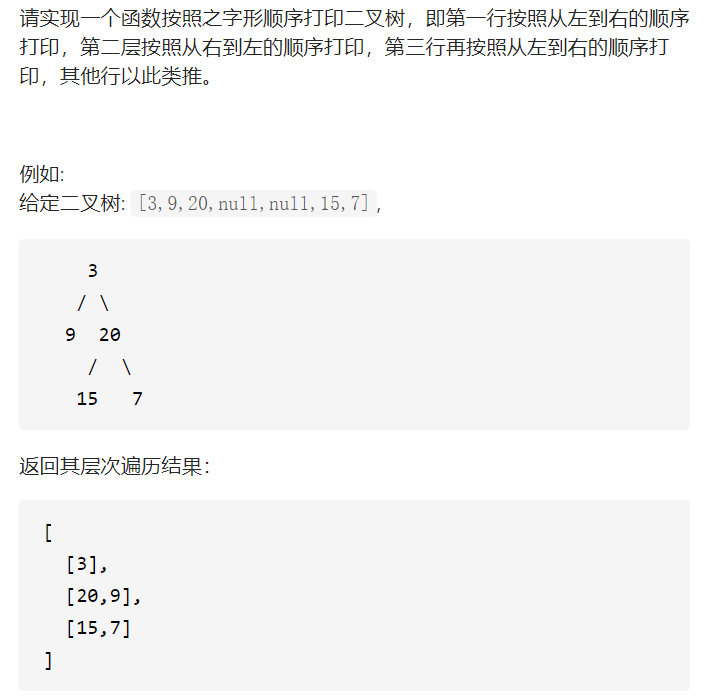 请实现一个函数按照之字形顺序打印二叉树，即第一行按照从左到右的顺序
打印，第二层按照从右到左的顺序打印，第三行再按照从左到右的顺序打
印，其他行以此类推。
例如:
给定二叉树: [3,9,20,null,null,15,7],
3
/ \
9 20
/ \
15 7
返回其层次遍历结果：
[
[3],
[20,9],
[15,7]
]